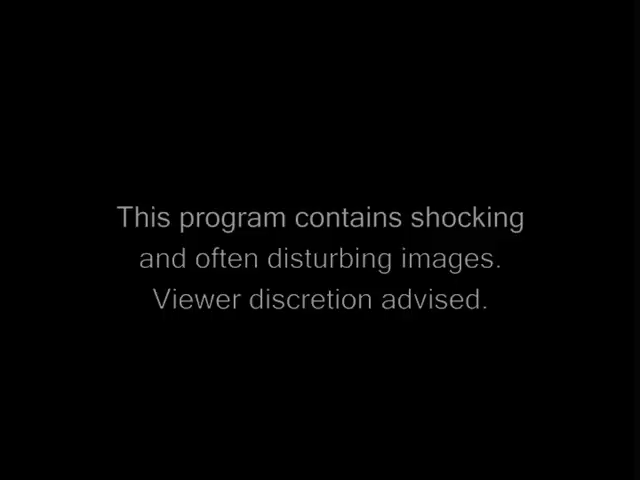 This program contains shocking
and often disturbing images.
Viewer discretion advised.